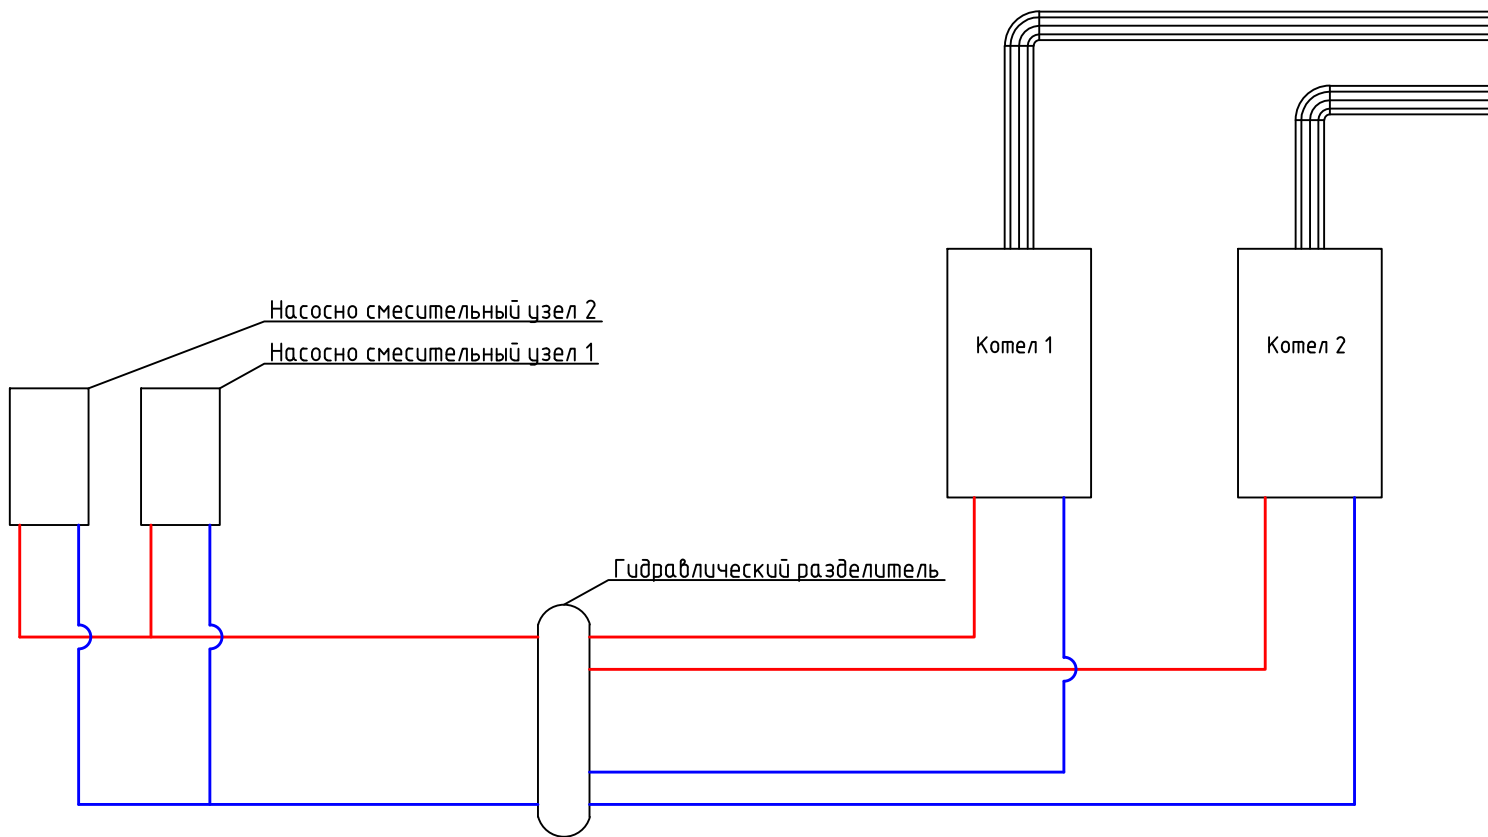 Насосно смесительный узел 2
Насосно смесительный узел 1
Котел 1
Котел 2
Гидравлический разделитель